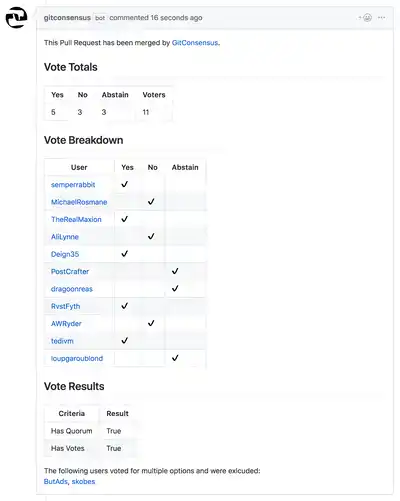 gitconsensus bot commented 16 seconds ago
This Pull Request has been merged by GitConsensus.
Vote Totals
Yes No Abstain Voters
5 3 3 11
Vote Breakdown
User Yes No Abstain
semperrabbit ✓
MichaelRosmane ✓
TheRealMaxion ✓
AliLynne ✓
Deign35 ✓
PostCrafter ✓
dragoonreas ✓
RvstFyth ✓
AWRyder ✓
tedivm ✓
loupgaroublond ✓
Vote Results
Criteria Result
Has Quorum True
Has Votes True
The following users voted for multiple options and were exlcuded:
ButAds, skobes